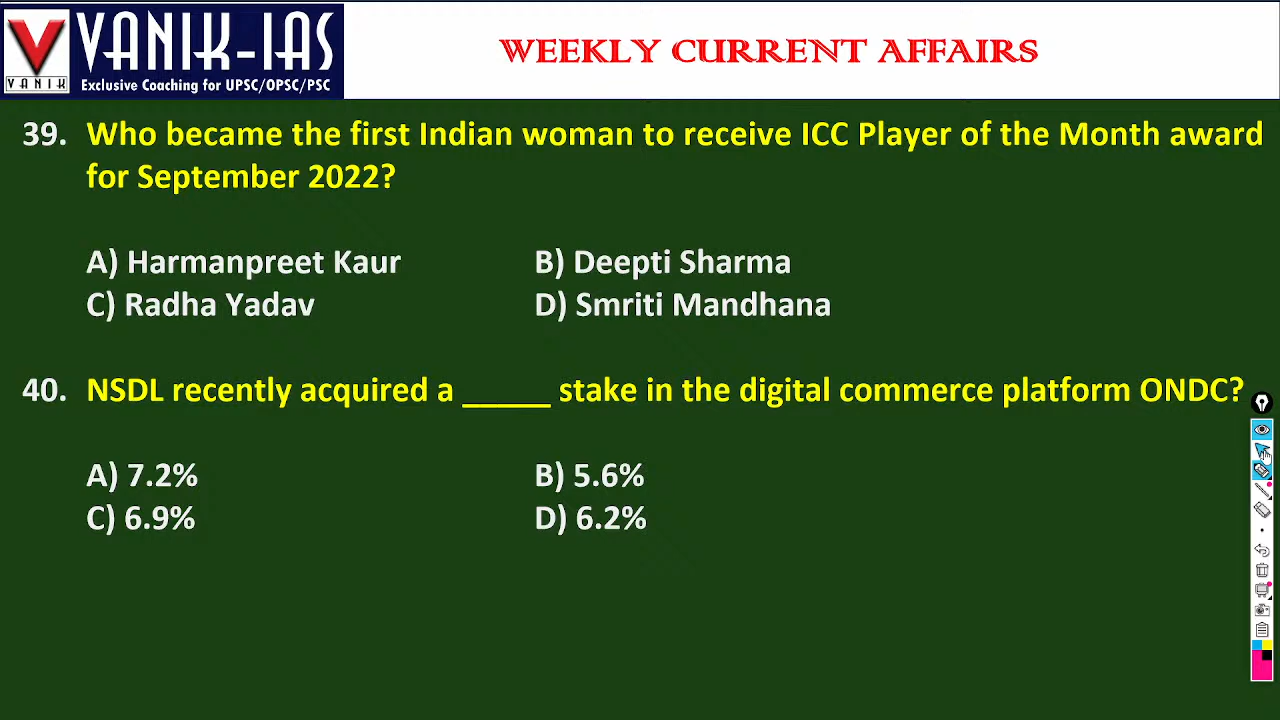 VANIK-IAS
VANIK
Exclusive Coaching for UPSC/OPSC/PSC
WEEKLY CURRENT AFFAIRS
39. Who became the first Indian woman to receive ICC Player of the Month award
for September 2022?
A) Harmanpreet Kaur B) Deepti Sharma
C) Radha Yadav D) Smriti Mandhana
40. NSDL recently acquired a _____ stake in the digital commerce platform ONDC?
A) 7.2% B) 5.6%
C) 6.9% D) 6.2%